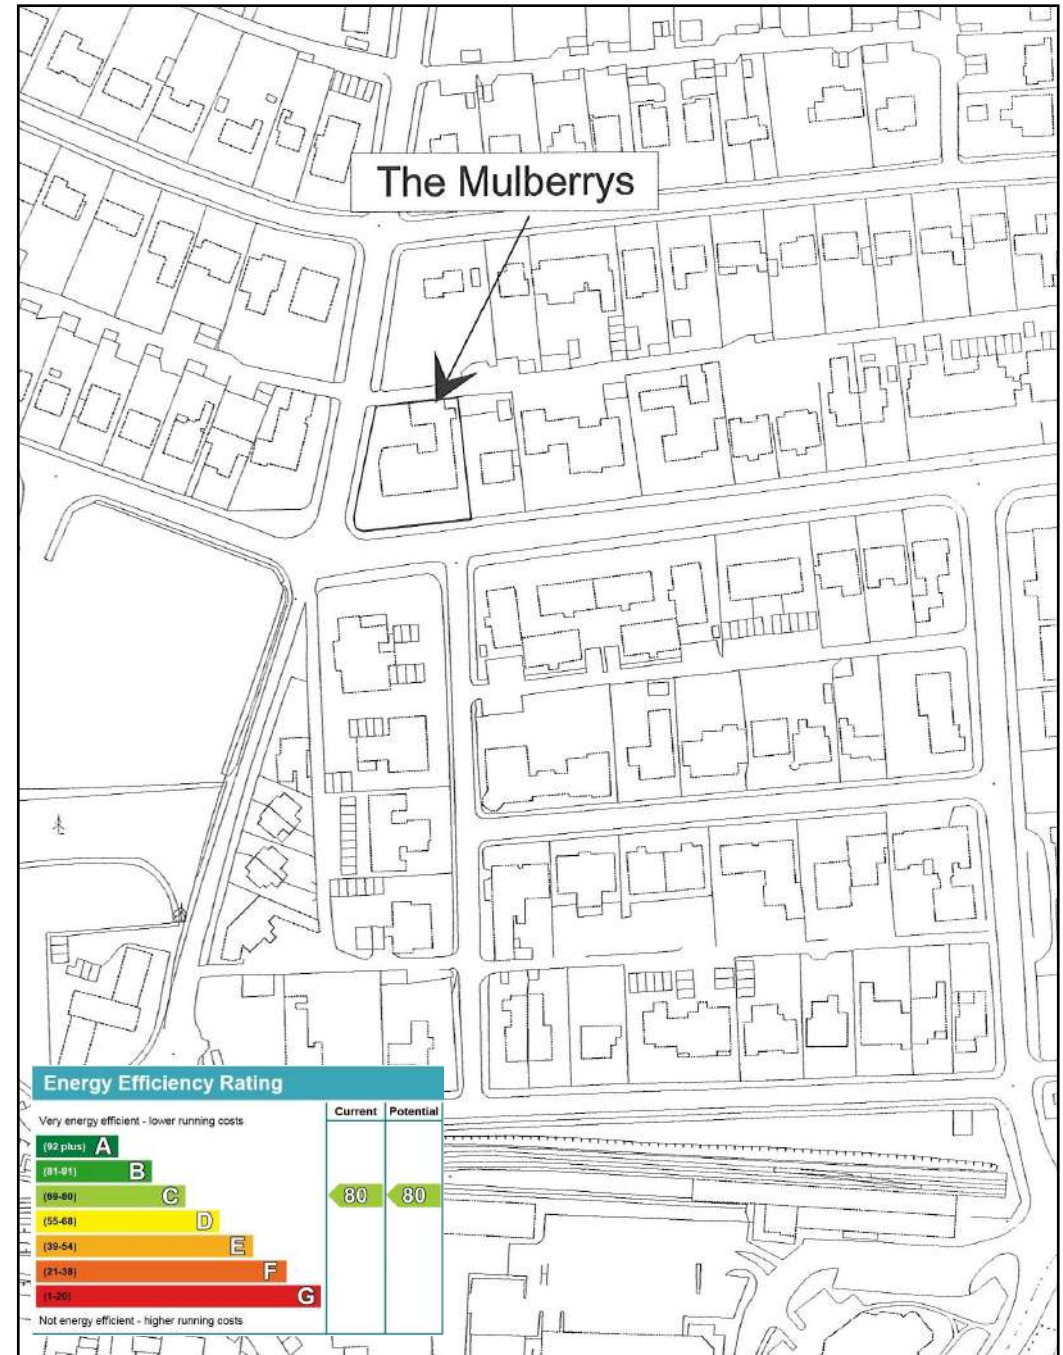 The Mulberrys
Energy Efficiency Rating
Current Potential
Very energy efficient - lower running costs
(92 plus) A
(81-91) B
(69-80) C 80 80
(55-68) D
(39-54) E
(21-38) F
(1-20) G
Not energy efficient - higher running costs